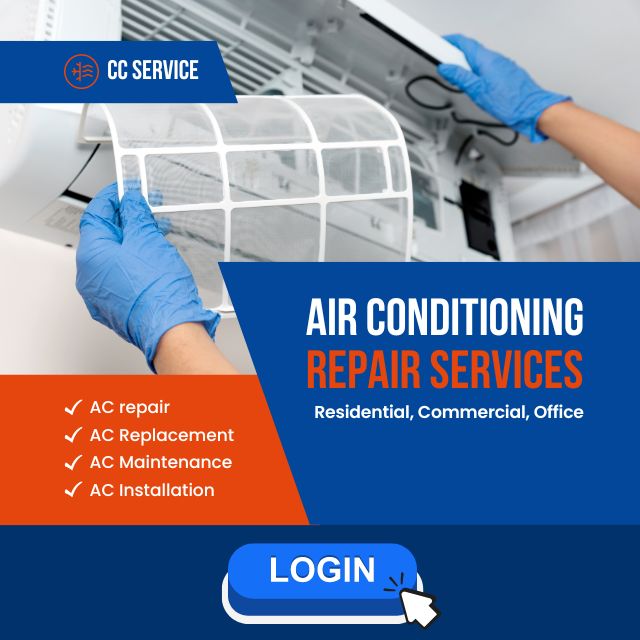 CC SERVICE
AIR CONDITIONING
REPAIR SERVICES
Residential, Commercial, Office
AC repair
AC Replacement
AC Maintenance
AC Installation
LOGIN